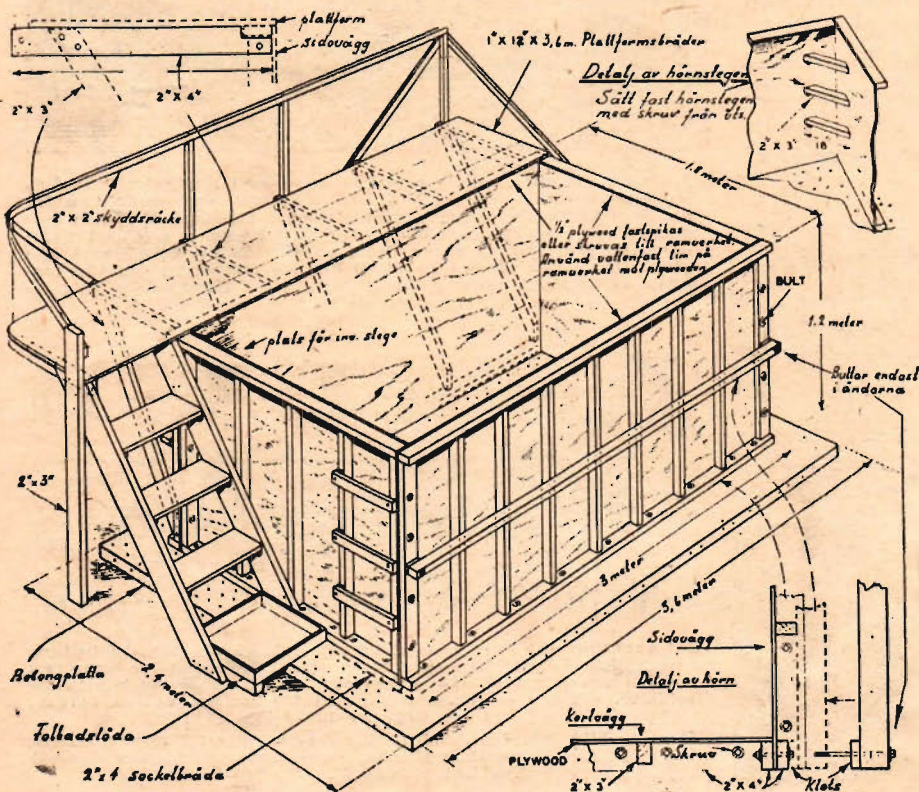 plattform
Sidovägg
2" X 3"
2" X 4"
1" X 12" X 3,6 m. Plattformsbräder
Detalj av hörnstegen
Sätt fast hörnstegen
med skruv från uts.
2" X 3"
18
1.8 meter
2" X 2" skyddsräcke
½ plywood fastspikas
eller skruvas till ramverket.
Använd vattenfast lim på
ramverket mot plywooden
BULT
plats för inv. stege
1.2 meter
Bultar endast
i ändarna
2" x 3"
3 meter
3,6 meter
Sidovägg
Betongplatta
2.4 meter
Detalj av hörn
Fotbadslåda
Kortvägg
PLYWOOD
Skruv
2" x 4 Sockelbräda
2" X 3"
2" X 4"
Klots